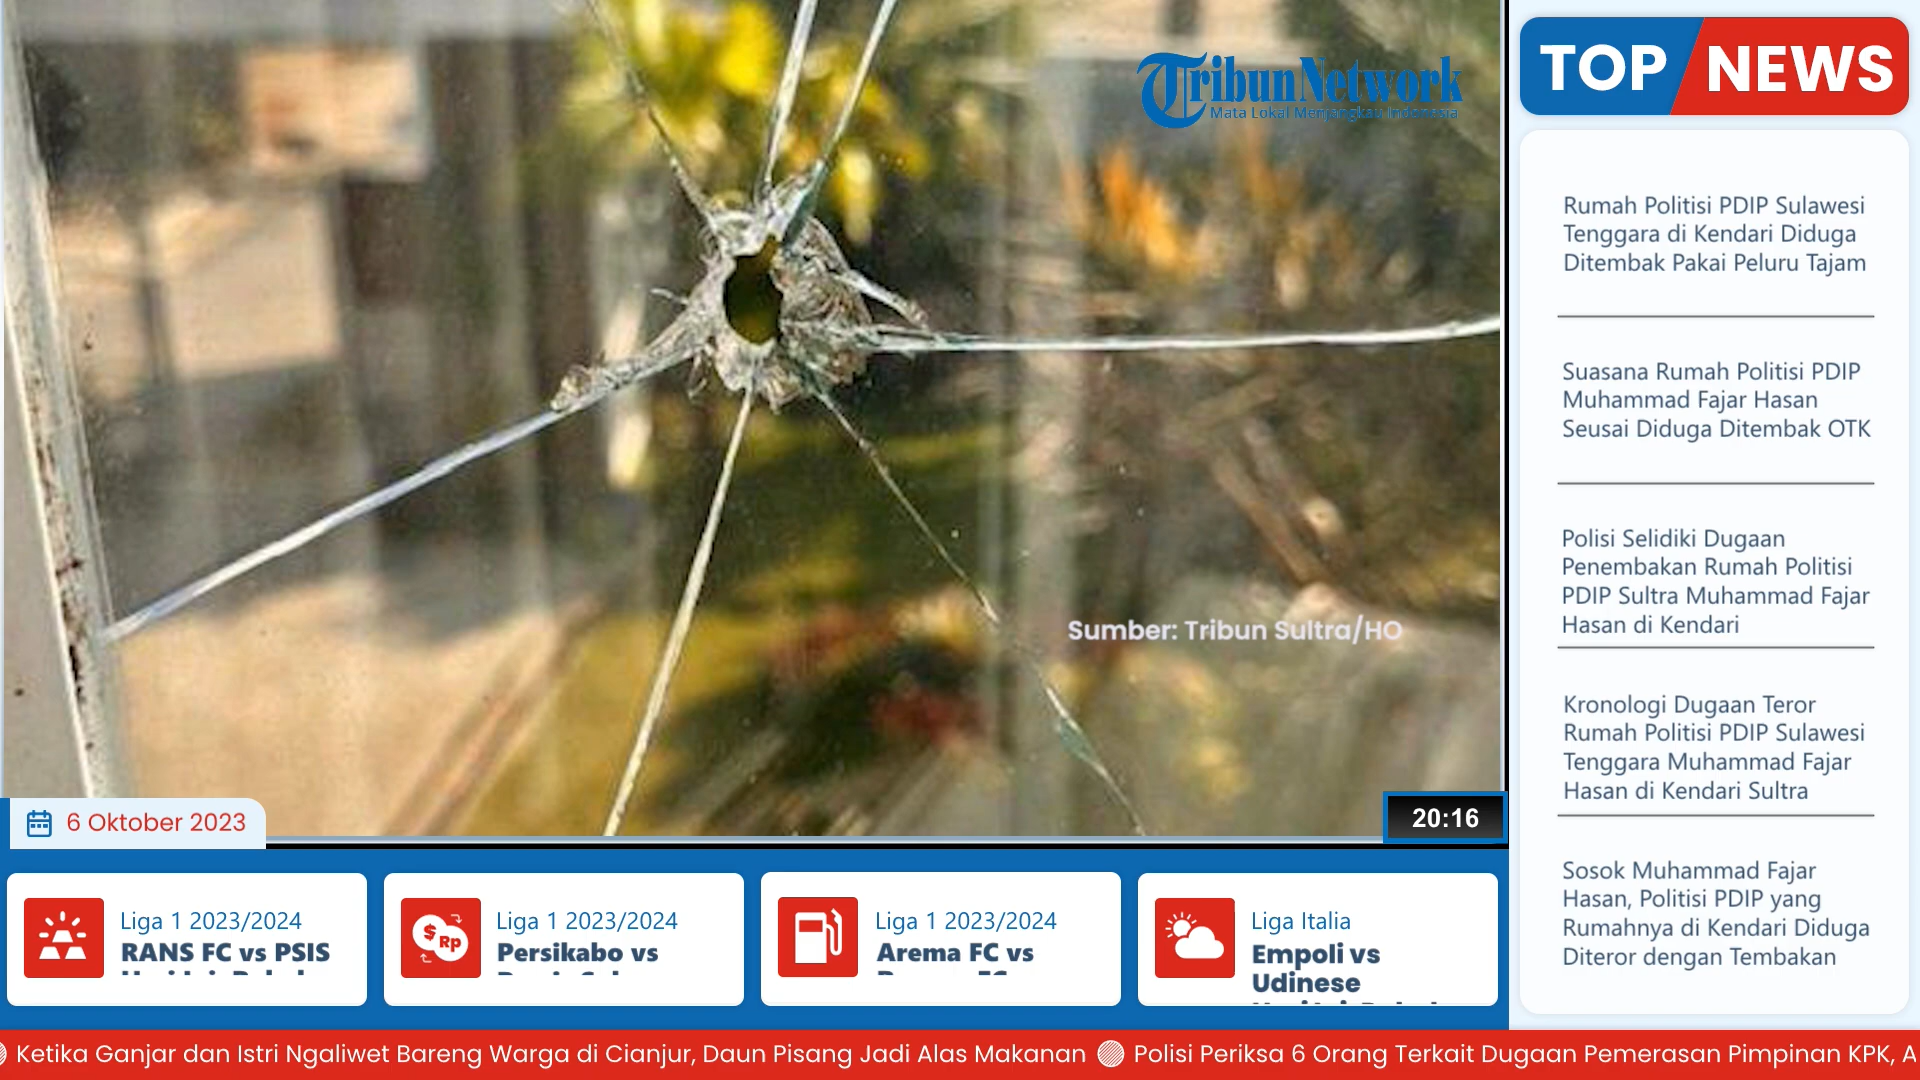 TribunNetwork
Mata Lokal Menjangkau Indonesia
TOP NEWS
Rumah Politisi PDIP Sulawesi
Tenggara di Kendari Diduga
Ditembak Pakai Peluru Tajam
Suasana Rumah Politisi PDIP
Muhammad Fajar Hasan
Seusai Diduga Ditembak OTK
Polisi Selidiki Dugaan
Penembakan Rumah Politisi
PDIP Sultra Muhammad Fajar
Hasan di Kendari
Kronologi Dugaan Teror
Rumah Politisi PDIP Sulawesi
Tenggara Muhammad Fajar
Hasan di Kendari Sultra
Sosok Muhammad Fajar
Hasan, Politisi PDIP yang
Rumahnya di Kendari Diduga
Diteror dengan Tembakan
Sumber: Tribun Sultra/HO
6 Oktober 2023
20:16
Liga 1 2023/2024
RANS FC vs PSIS
$ Rp
Liga 1 2023/2024
Persikabo vs
Liga 1 2023/2024
Arema FC vs
Liga Italia
Empoli vs
Udinese
Ketika Ganjar dan Istri Ngaliwet Bareng Warga di Cianjur, Daun Pisang Jadi Alas Makanan Polisi Periksa 6 Orang Terkait Dugaan Pemerasan Pimpinan KPK, A